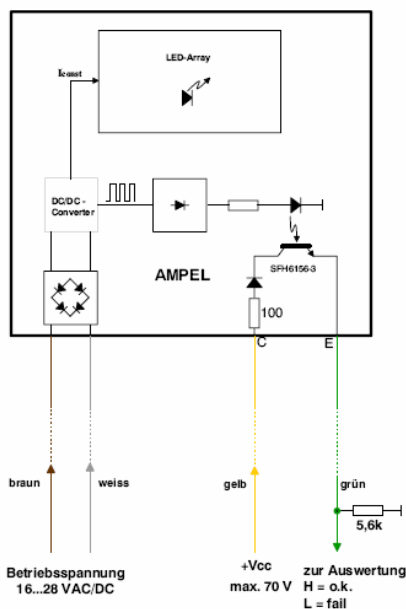 LED-Array
Iconst
DC/DC -
Converter
AMPEL
SFH6156-3
100
C
E
braun
weiss
gelb
grün
5,6k
Betriebsspannung
16...28 VAC/DC
+Vcc
max. 70 V
zur Auswertung
H = o.k.
L = fail